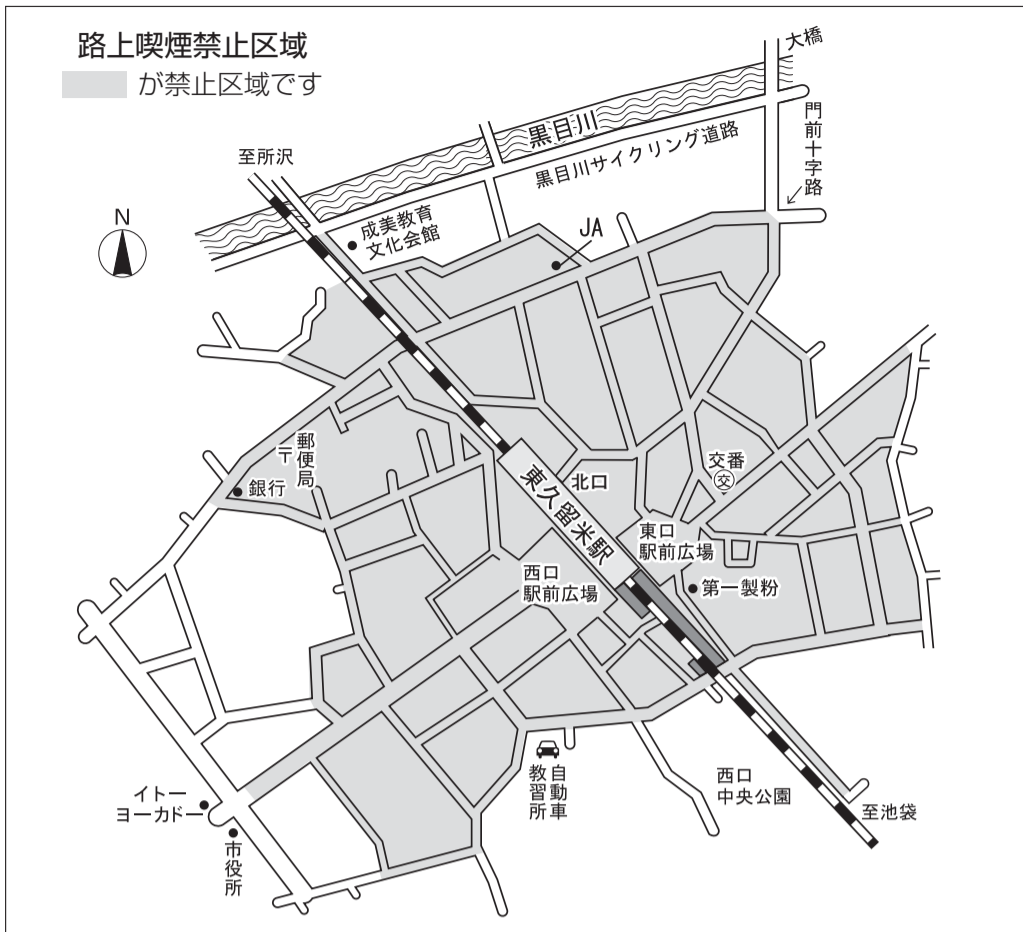 路上喫煙禁止区域
が禁止区域です
大橋
黒目川
門前十字路
黒目川サイクリング道路
至所沢
N
成美教育
文化会館
JA
郵便局
〒
銀行
北口
交番
交
東久留米駅
東口
駅前広場
西口
駅前広場
第一製粉
自動車
教習所
西口
中央公園
イトー
ヨーカドー
至池袋
市役所